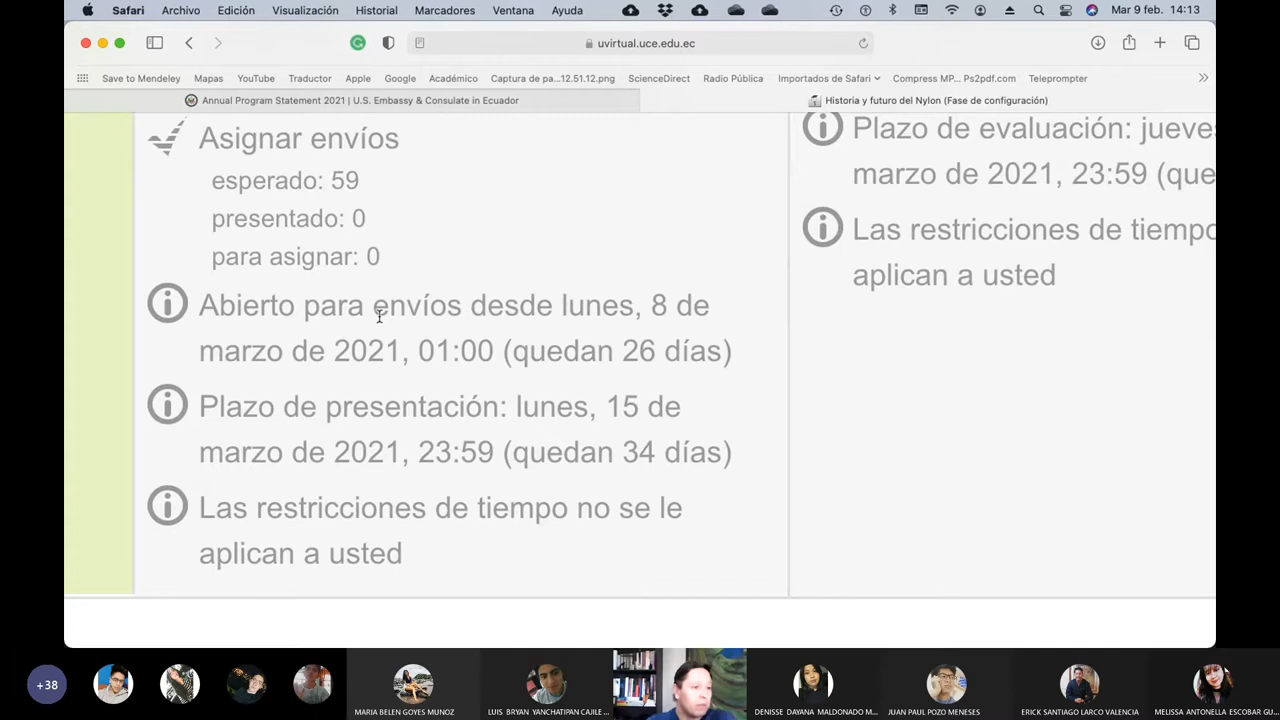 Safari Archivo Edición Visualización Historial Marcadores Ventana Ayuda Mar 9 feb. 14:13
uvirtual.uce.edu.ec
Save to Mendeley Mapas YouTube Traductor Apple Google Académico Captura de pa...12.51.12.png ScienceDirect Radio Pública Importados de Safari Compress MP... Ps2pdf.com Teleprompter
Annual Program Statement 2021 | U.S. Embassy & Consulate in Ecuador
Historia y futuro del Nylon (Fase de configuración)
Asignar envíos
esperado: 59
presentado: 0
para asignar: 0
Abierto para envíos desde lunes, 8 de
marzo de 2021, 01:00 (quedan 26 días)
Plazo de presentación: lunes, 15 de
marzo de 2021, 23:59 (quedan 34 días)
Las restricciones de tiempo no se le
aplican a usted
Plazo de evaluación: jueves
marzo de 2021, 23:59 (que
Las restricciones de tiempo
aplican a usted
+38
MARIA BELEN GOYES MUNOZ
LUIS BRYAN YANCHATIPAN CAJILE...
DENISSE DAYANA MALDONADO M...
JUAN PAUL POZO MENESES
ERICK SANTIAGO LARCO VALENCIA
MELISSA ANTONELLA ESCOBAR GU...